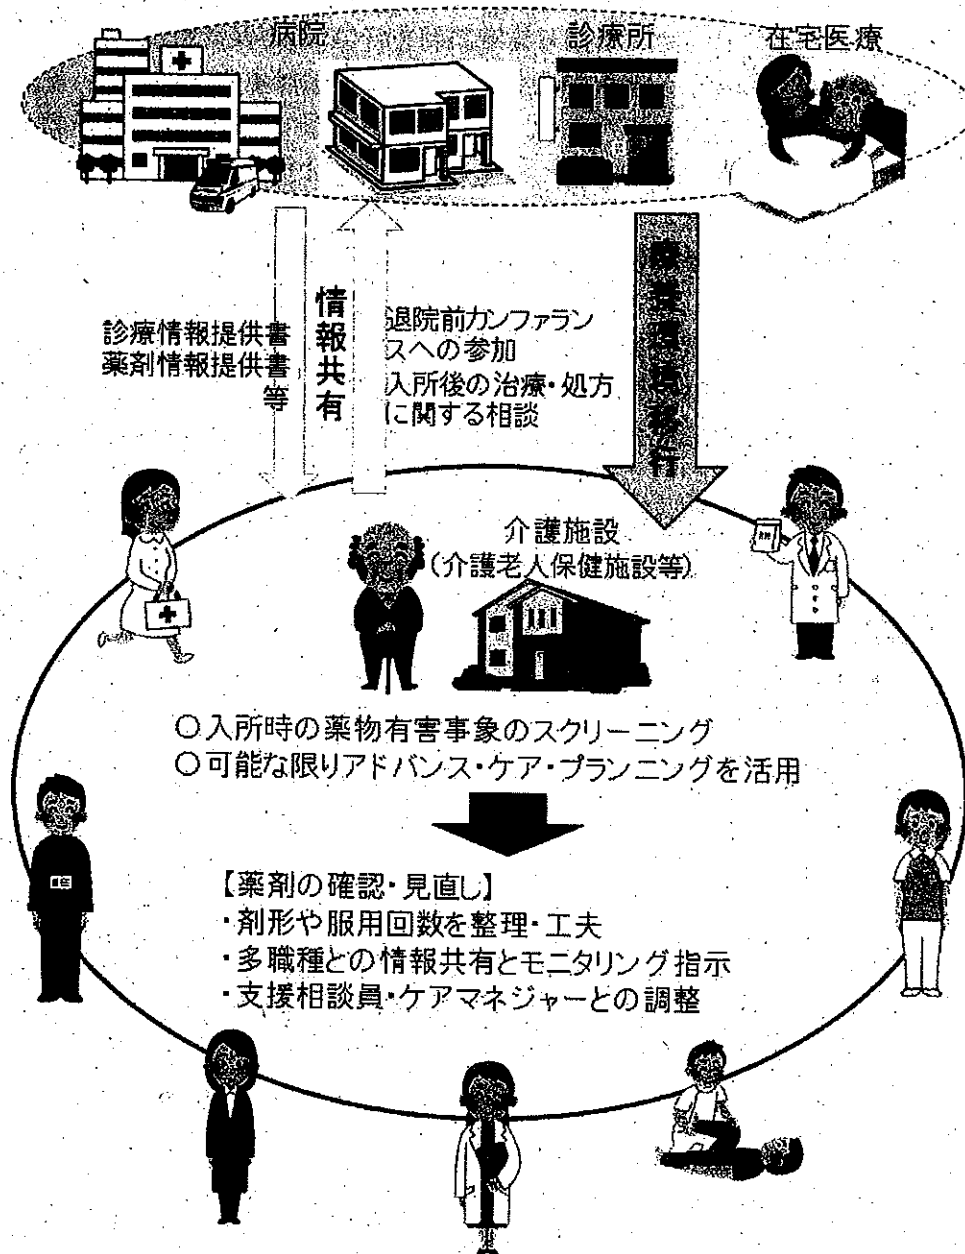 病院
診療所
在宅医療
診療情報提供書
薬剤情報提供書
等
情報共有
退院前カンファラン
スへの参加
入所後の治療・処方
に関する相談
療養環境移行
介護施設
(介護老人保健施設等)
○入所時の薬物有害事象のスクリーニング
○可能な限りアドバンス・ケア・プランニングを活用
【薬剤の確認・見直し】
・剤形や服用回数を整理・工夫
・多職種との情報共有とモニタリング指示
・支援相談員・ケアマネジャーとの調整